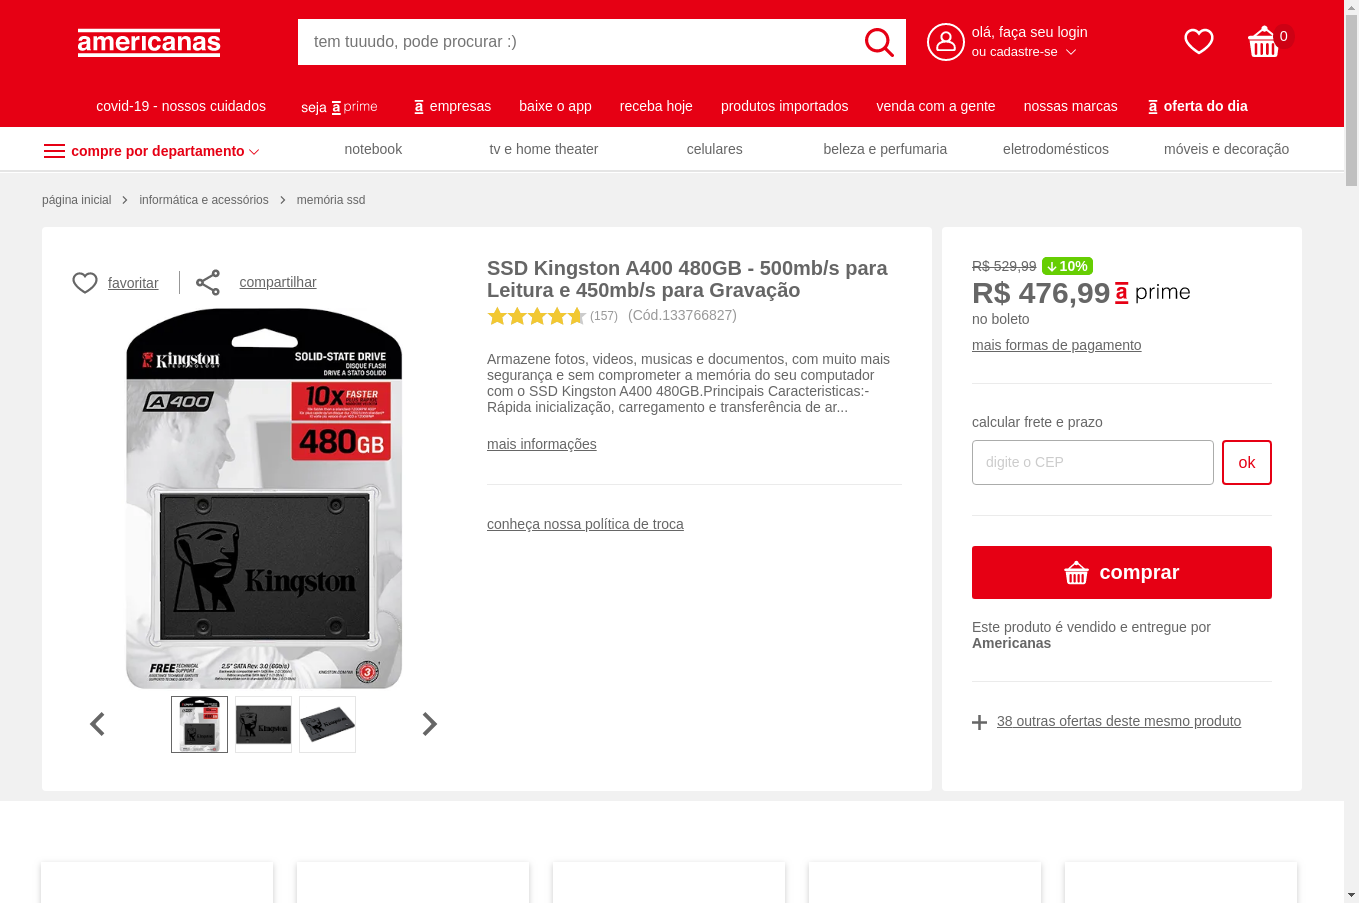 americanas
tem tuuudo, pode procurar :)
olá, faça seu login
ou cadastre-se
0
covid-19 - nossos cuidados
seja a prime
a empresas
baixe o app
receba hoje
produtos importados
venda com a gente
nossas marcas
a oferta do dia
compre por departamento
notebook
tv e home theater
celulares
beleza e perfumaria
eletrodomésticos
móveis e decoração
página inicial
informática e acessórios
memória ssd
favoritar
compartilhar
Kingston
TECHNOLOGY
SOLID-STATE DRIVE
DISQUE FLASH
DRIVE A STATO SOLIDO
A400
10x FASTER
480GB
Kingston
FREE TECHNICAL SUPPORT
2.5" SATA Rev. 3.0 (6Gb/s)
3
SSD Kingston A400 480GB - 500mb/s para
Leitura e 450mb/s para Gravação
(157) (Cód.133766827)
Armazene fotos, videos, musicas e documentos, com muito mais
segurança e sem comprometer a memória do seu computador
com o SSD Kingston A400 480GB.Principais Caracteristicas:-
Rápida inicialização, carregamento e transferência de ar...
mais informações
conheça nossa política de troca
R$ 529,99 10%
R$ 476,99 a prime
no boleto
mais formas de pagamento
calcular frete e prazo
digite o CEP
ok
comprar
Este produto é vendido e entregue por
Americanas
38 outras ofertas deste mesmo produto